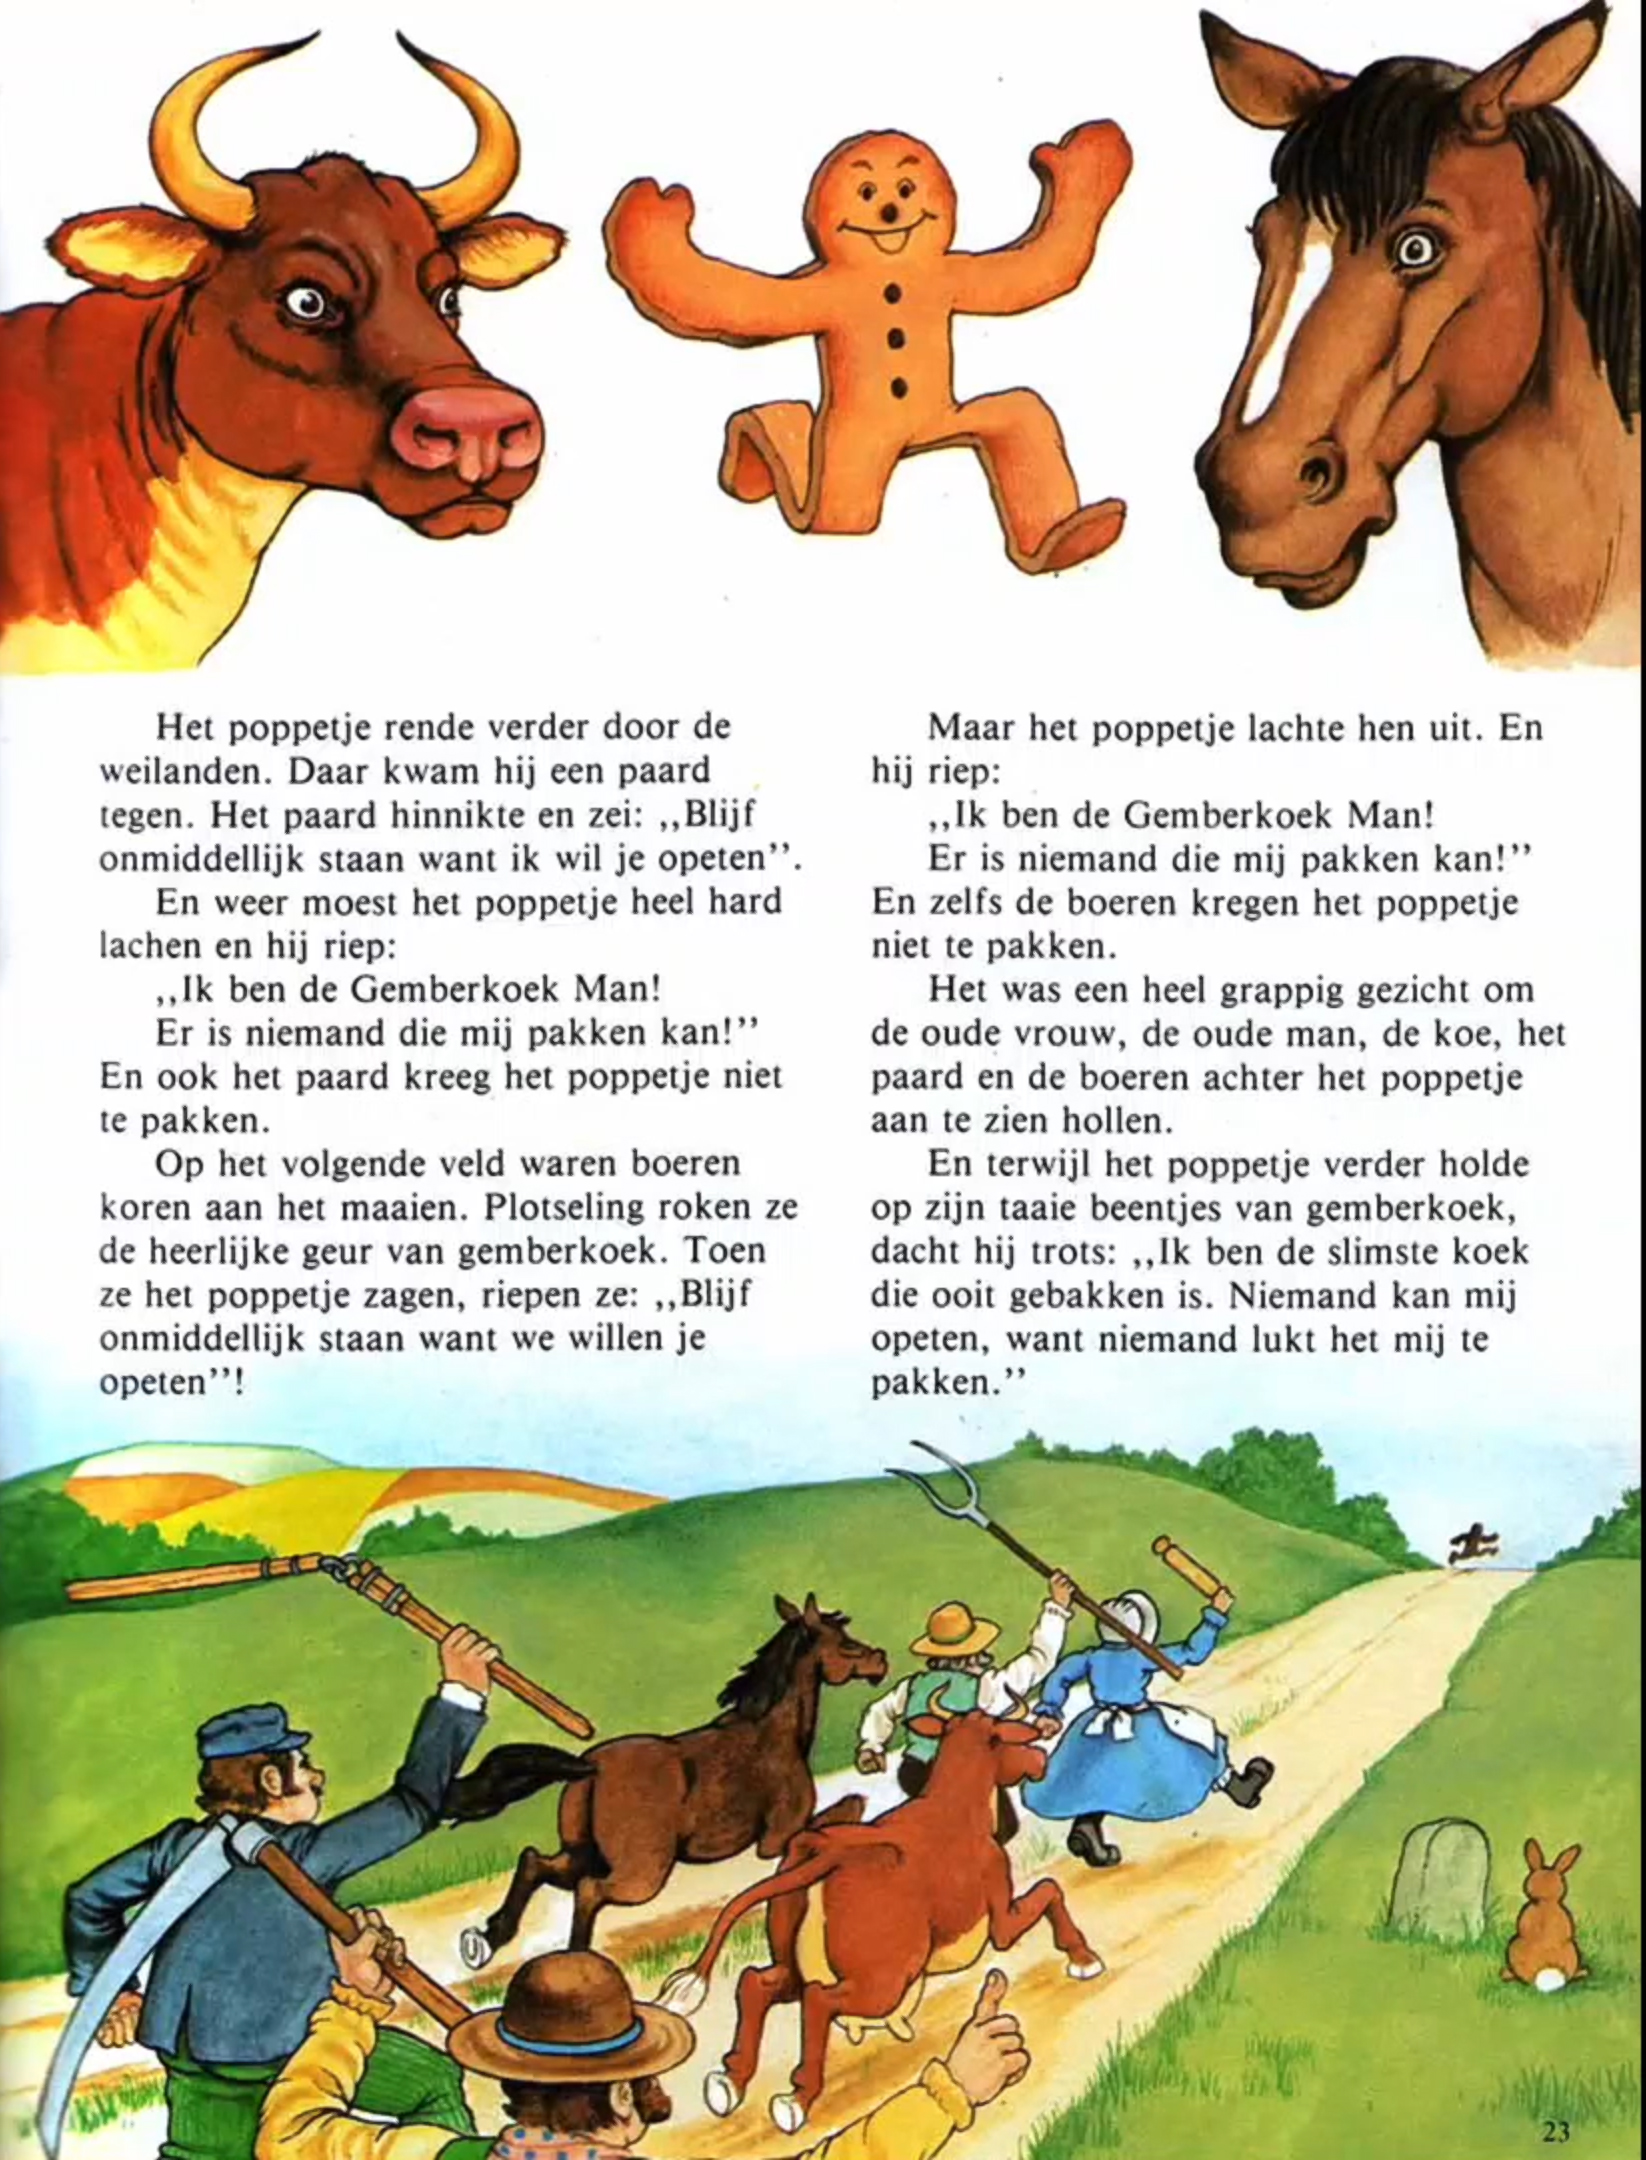 Het poppetje rende verder door de
weilanden. Daar kwam hij een paard
tegen. Het paard hinnikte en zei: ,,Blijf
onmiddellijk staan want ik wil je opeten’’.
En weer moest het poppetje heel hard
lachen en hij riep:
,,Ik ben de Gemberkoek Man!
Er is niemand die mij pakken kan!’’
En ook het paard kreeg het poppetje niet
te pakken.
Op het volgende veld waren boeren
koren aan het maaien. Plotseling roken ze
de heerlijke geur van gemberkoek. Toen
ze het poppetje zagen, riepen ze: ,,Blijf
onmiddellijk staan want we willen je
opeten’’!
Maar het poppetje lachte hen uit. En
hij riep:
,,Ik ben de Gemberkoek Man!
Er is niemand die mij pakken kan!’’
En zelfs de boeren kregen het poppetje
niet te pakken.
Het was een heel grappig gezicht om
de oude vrouw, de oude man, de koe, het
paard en de boeren achter het poppetje
aan te zien hollen.
En terwijl het poppetje verder holde
op zijn taaie beentjes van gemberkoek,
dacht hij trots: ,,Ik ben de slimste koek
die ooit gebakken is. Niemand kan mij
opeten, want niemand lukt het mij te
pakken.’’
23